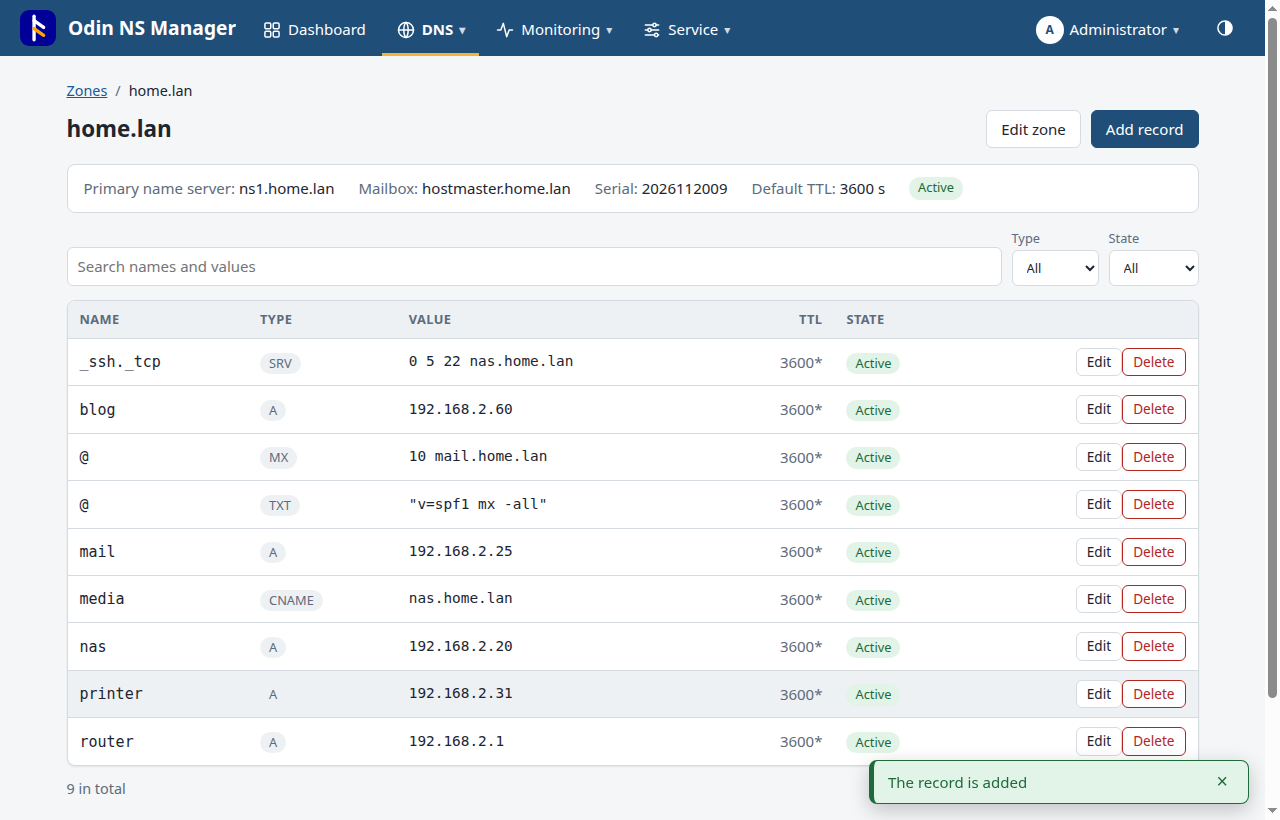 Odin NS Manager Dashboard DNS ▾ Monitoring ▾ Service ▾ A Administrator ▾
Zones / home.lan
home.lan Edit zone Add record
Primary name server: ns1.home.lan Mailbox: hostmaster.home.lan Serial: 2026112009 Default TTL: 3600 s Active
Type State
Search names and values All All
NAME TYPE VALUE TTL STATE
_ssh._tcp SRV 0 5 22 nas.home.lan 3600* Active Edit Delete
blog A 192.168.2.60 3600* Active Edit Delete
@ MX 10 mail.home.lan 3600* Active Edit Delete
@ TXT "v=spf1 mx -all" 3600* Active Edit Delete
mail A 192.168.2.25 3600* Active Edit Delete
media CNAME nas.home.lan 3600* Active Edit Delete
nas A 192.168.2.20 3600* Active Edit Delete
printer A 192.168.2.31 3600* Active Edit Delete
router A 192.168.2.1 3600* Active Edit Delete
9 in total
The record is added ×